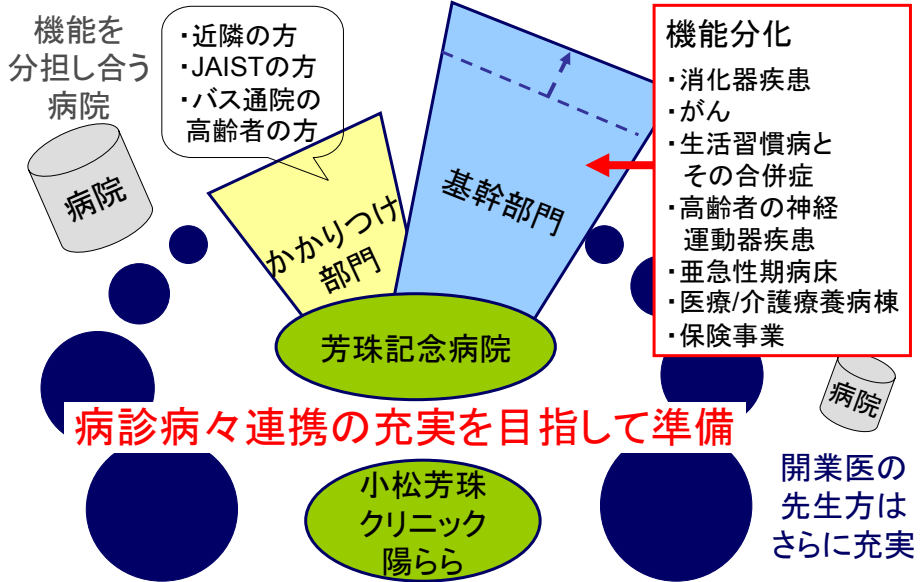 機能を
分担し合う
病院
病院
・近隣の方
・JAISTの方
・バス通院の
高齢者の方
かかりつけ
部門
基幹部門
機能分化
・消化器疾患
・がん
・生活習慣病と
その合併症
・高齢者の神経
運動器疾患
・亜急性期病床
・医療/介護療養病棟
・保険事業
芳珠記念病院
病院
病診病々連携の充実を目指して準備
小松芳珠
クリニック
陽らら
開業医の
先生方は
さらに充実